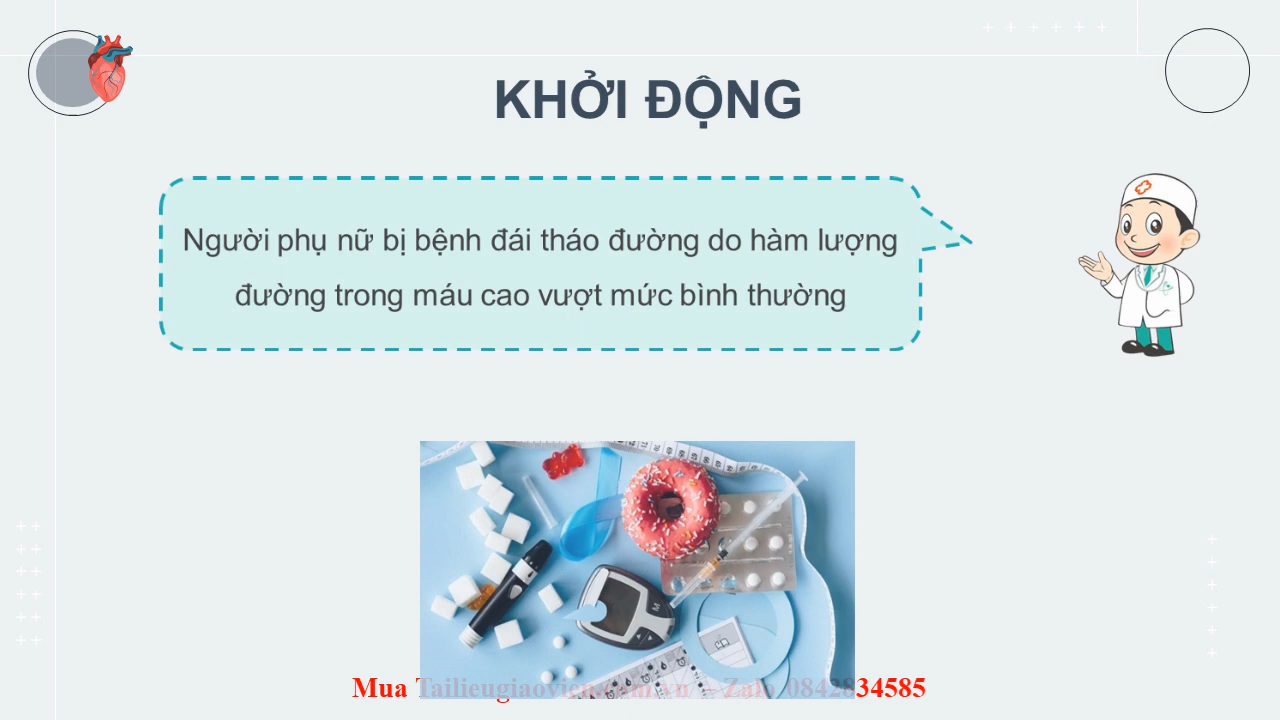 KHỞI ĐỘNG
Người phụ nữ bị bệnh đái tháo đường do hàm lượng
đường trong máu cao vượt mức bình thường
Mua Tailieugiaovien.com.vn – Zalo 0842834585